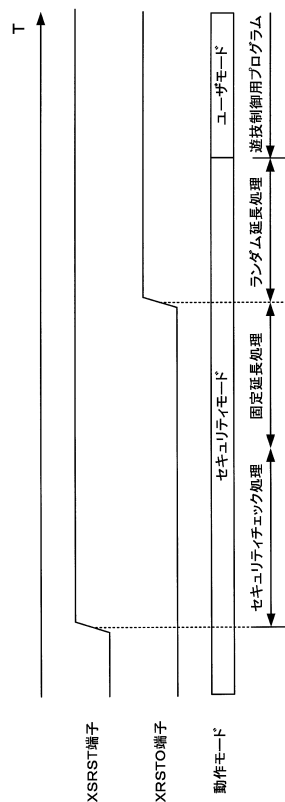 T
XSRST端子
XRSTO端子
動作モード
セキュリティモード
ユーザモード
セキュリティチェック処理
固定延長処理
ランダム延長処理
遊技制御用プログラム